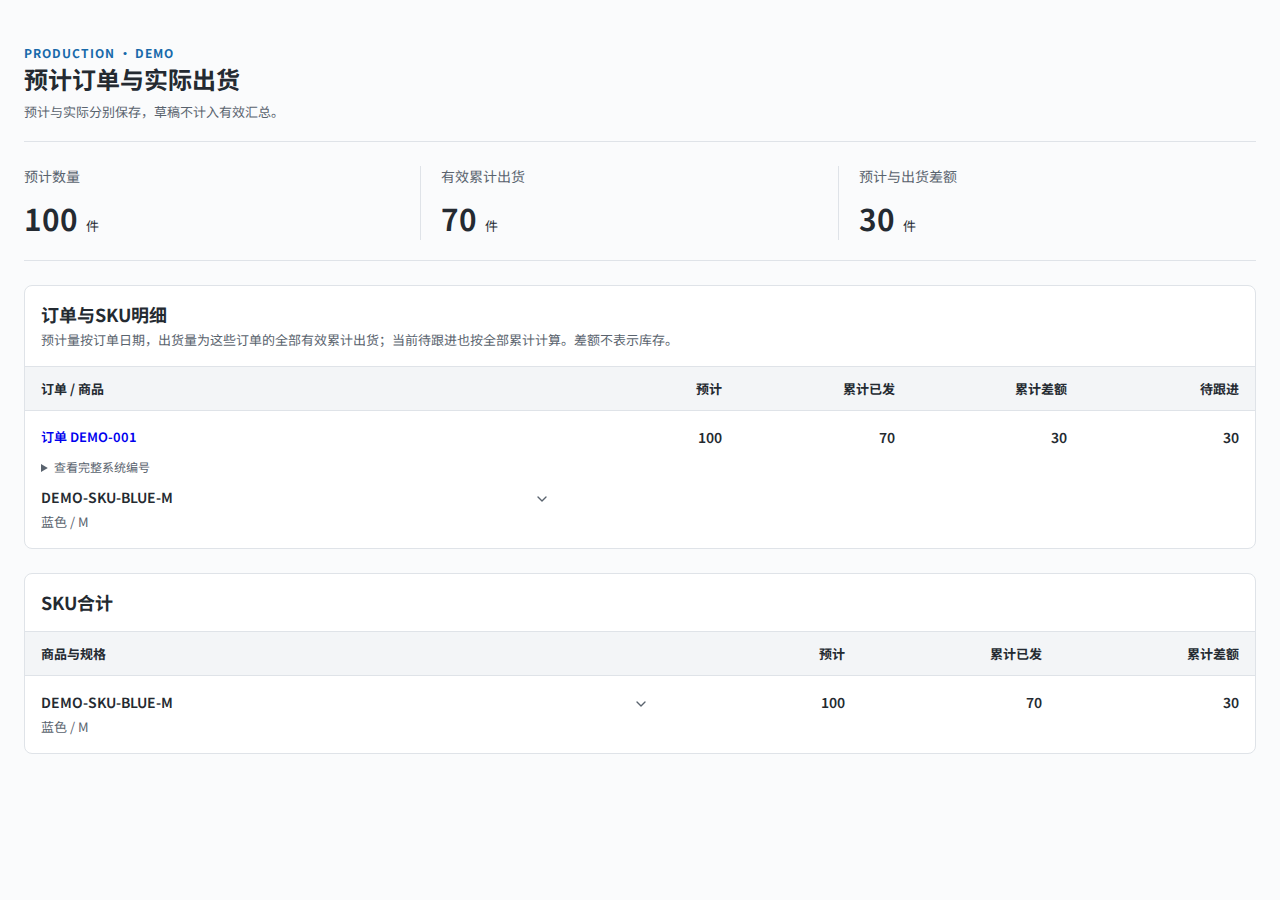 PRODUCTION · DEMO
预计订单与实际出货
预计与实际分别保存，草稿不计入有效汇总。
预计数量
有效累计出货
预计与出货差额
100 件
70 件
30 件
订单与SKU明细
预计量按订单日期，出货量为这些订单的全部有效累计出货；当前待跟进也按全部累计计算。差额不表示库存。
订单 / 商品 预计 累计已发 累计差额 待跟进
订单 DEMO-001 100 70 30 30
查看完整系统编号
DEMO-SKU-BLUE-M
蓝色 / M
SKU合计
商品与规格 预计 累计已发 累计差额
DEMO-SKU-BLUE-M 100 70 30
蓝色 / M